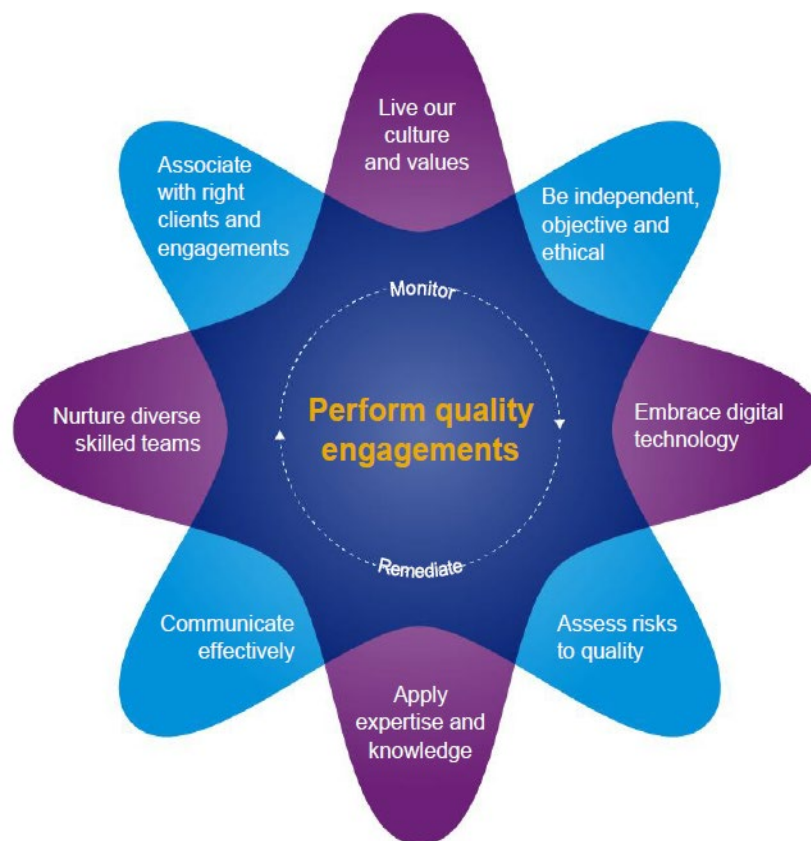 Live our
culture
and values
Associate
with right
clients and
engagements
Be independent,
objective and
ethical
Monitor
Perform quality
engagements
Nurture diverse
skilled teams
Embrace digital
technology
Remediate
Communicate
effectively
Assess risks
to quality
Apply
expertise and
knowledge